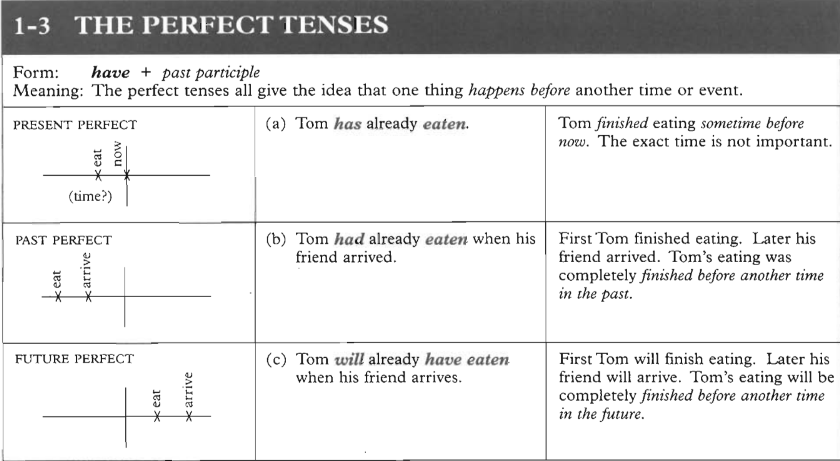 1-3 THE PERFECT TENSES
Form: have + past participle
Meaning: The perfect tenses all give the idea that one thing happens before another time or event.
PRESENT PERFECT
eat
now
(time?)
(a) Tom has already eaten.
Tom finished eating sometime before
now. The exact time is not important.
PAST PERFECT
eat
arrive
(b) Tom had already eaten when his
friend arrived.
First Tom finished eating. Later his
friend arrived. Tom's eating was
completely finished before another time
in the past.
FUTURE PERFECT
eat
arrive
(c) Tom will already have eaten
when his friend arrives.
First Tom will finish eating. Later his
friend will arrive. Tom's eating will be
completely finished before another time
in the future.